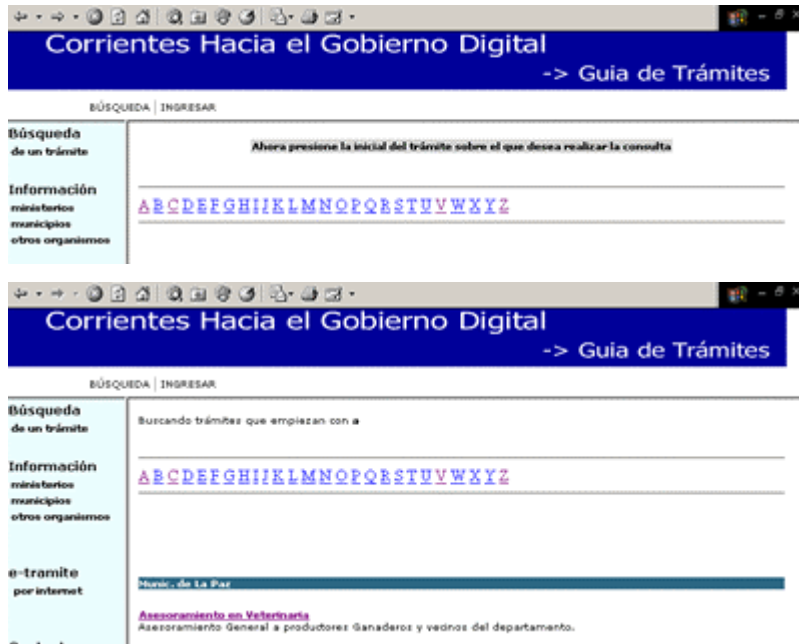 Corrientes Hacia el Gobierno Digital
-> Guia de Trámites
BÚSQUEDA | INGRESAR
Búsqueda
de un trámite
Ahora presione la inicial del trámite sobre el que desea realizar la consulta
Información
ministerios
municipios
otros organismos
A B C D E F G H I J K L M N O P Q R S T U V W X Y Z
Corrientes Hacia el Gobierno Digital
-> Guia de Trámites
BÚSQUEDA | INGRESAR
Búsqueda
de un trámite
Buscando trámites que empiezan con a
Información
ministerios
municipios
otros organismos
A B C D E F G H I J K L M N O P Q R S T U V W X Y Z
e-tramite
por internet
Munic. de La Paz
Asesoramiento en Veterinaria
Asesoramiento General a productores Ganaderos y vecinos del departamento.